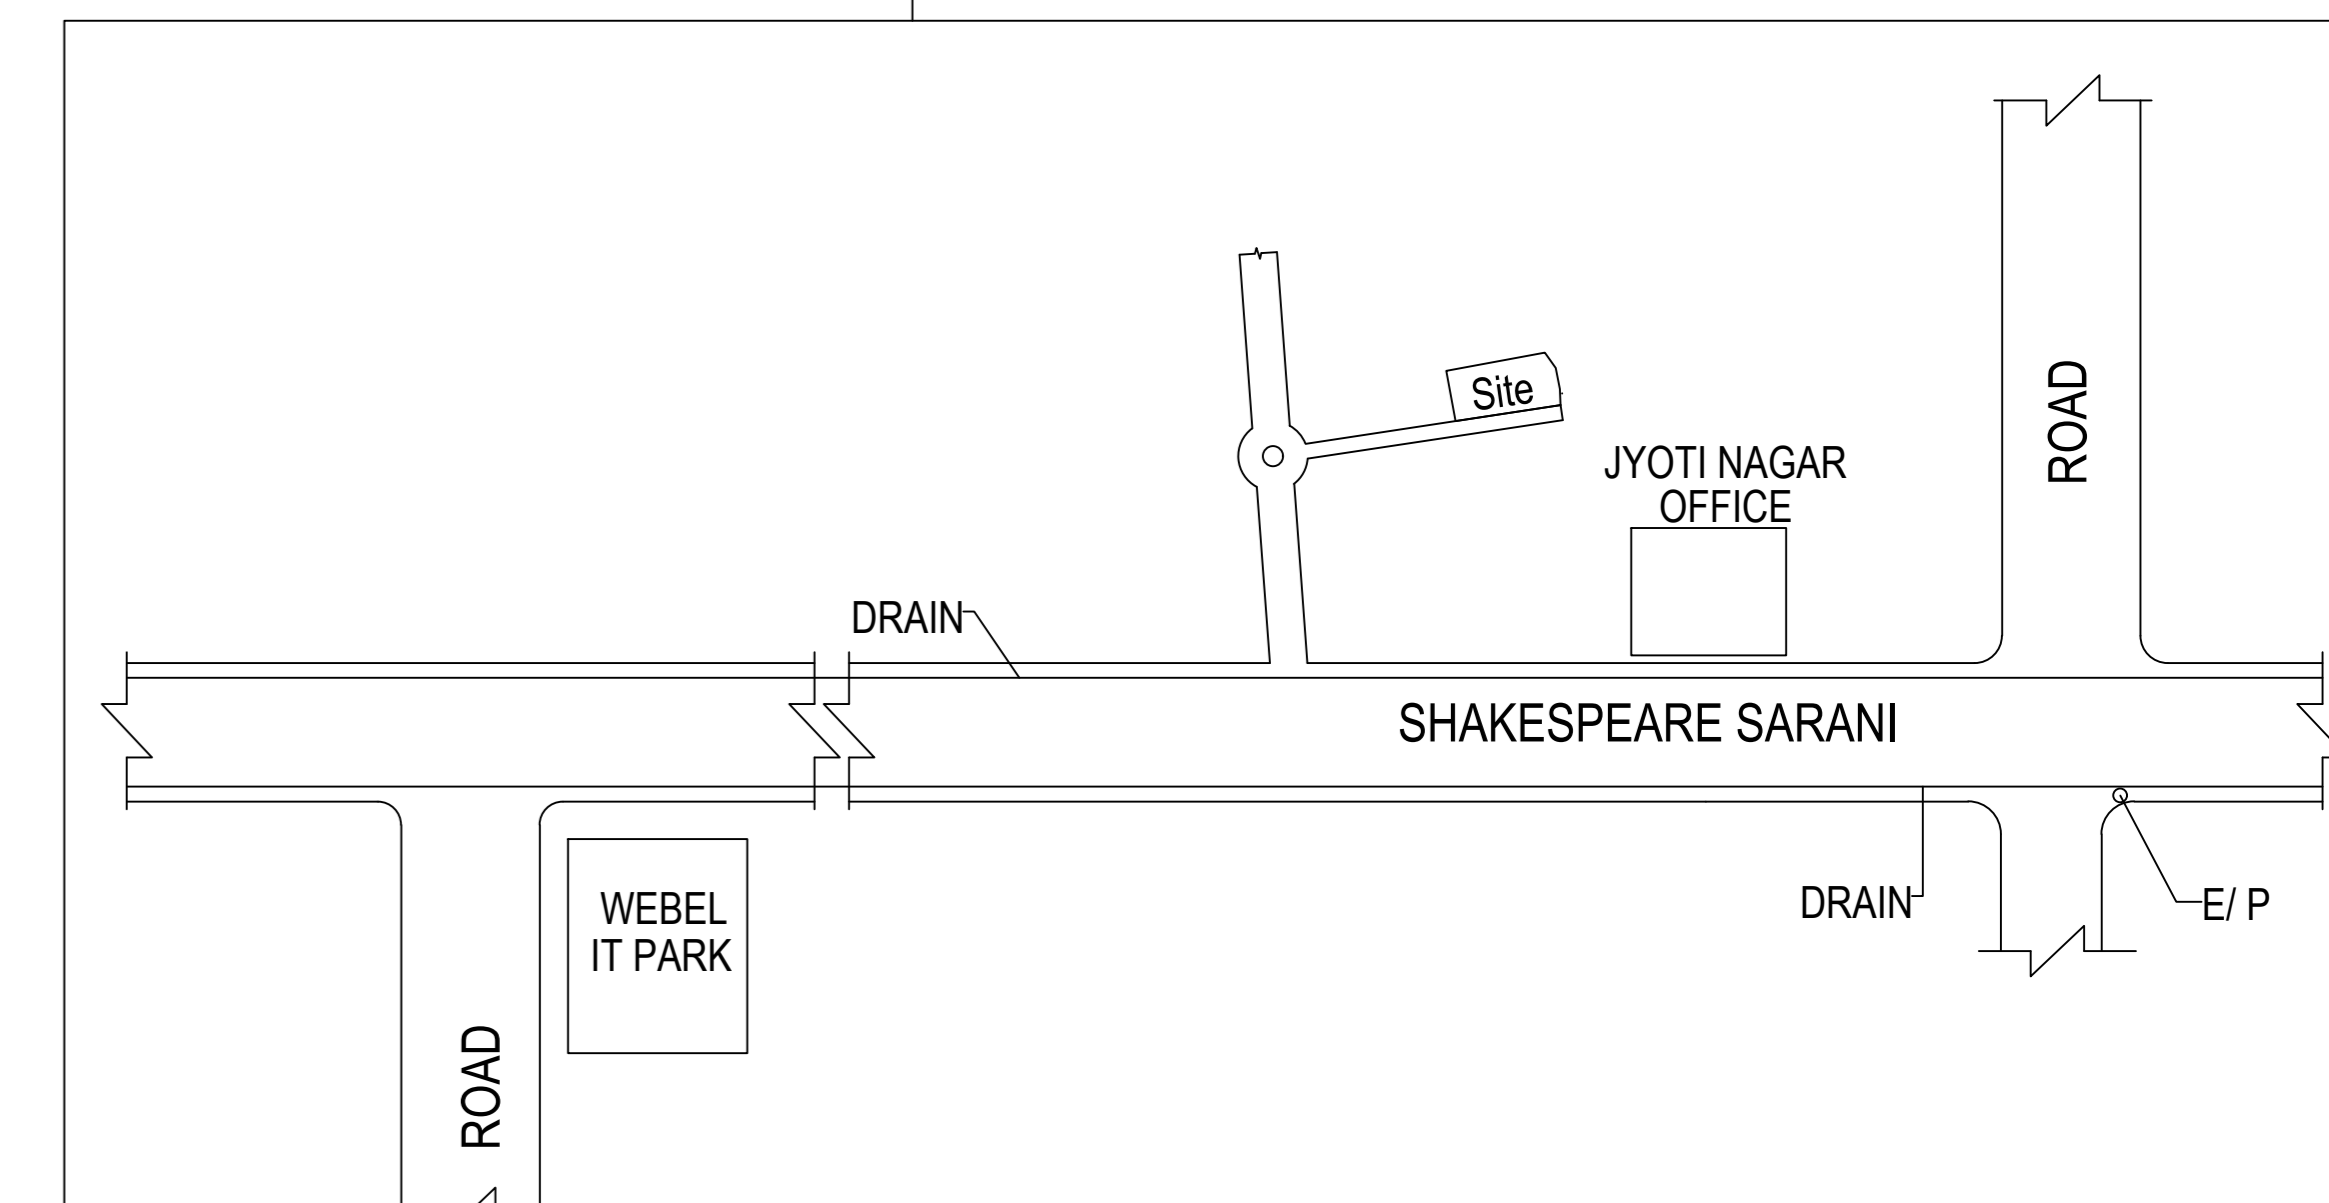 ROAD
Site
JYOTI NAGAR
OFFICE
DRAIN
SHAKESPEARE SARANI
WEBEL
IT PARK
DRAIN
E/ P
ROAD